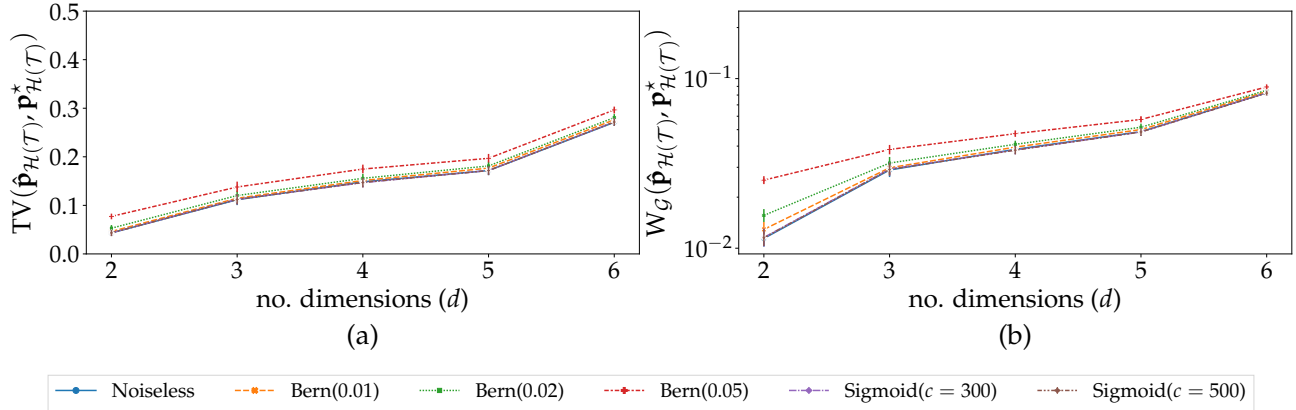 TV(p̂_H(T), p*_H(T))
0.5
0.4
0.3
0.2
0.1
0.0
2 3 4 5 6
no. dimensions (d)
(a)
W_G(p̂_H(T), p*_H(T))
10⁻¹
10⁻²
2 3 4 5 6
no. dimensions (d)
(b)
Noiseless Bern(0.01) Bern(0.02) Bern(0.05) Sigmoid(c = 300) Sigmoid(c = 500)